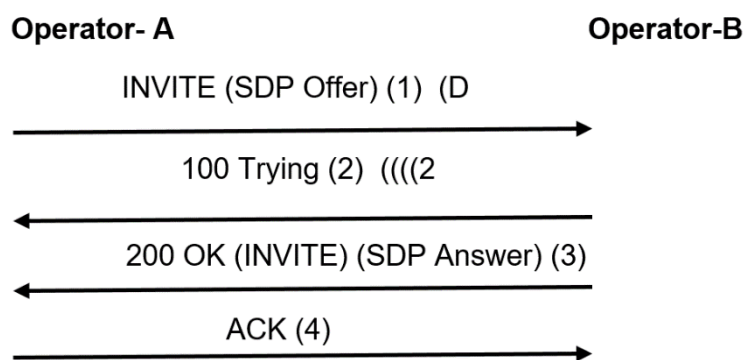 Operator- A Operator-B
INVITE (SDP Offer) (1) (D
100 Trying (2) ((((2
200 OK (INVITE) (SDP Answer) (3)
ACK (4)